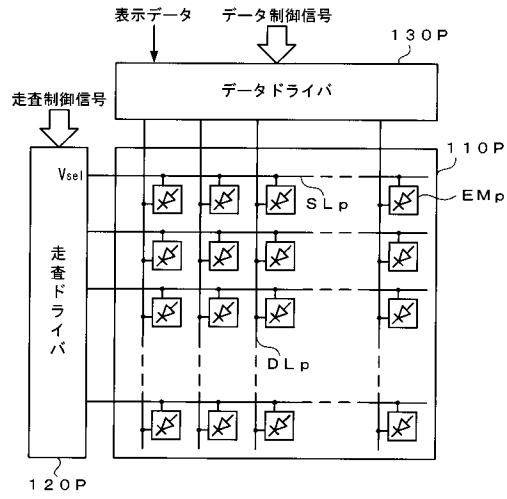 表示データ
データ制御信号
130P
データドライバ
走査制御信号
110P
Vsel
SLp
EMp
走査ドライバ
DLp
120P